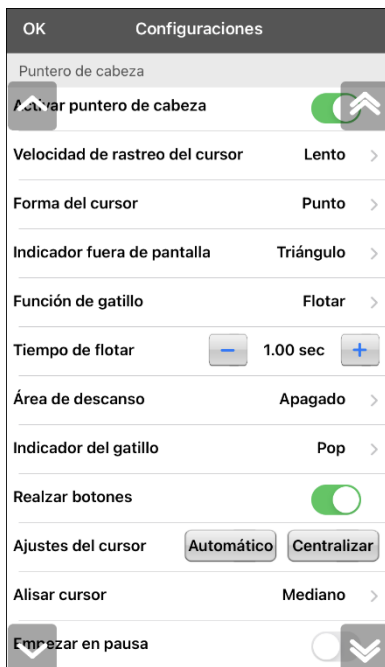 OK Configuraciones
Puntero de cabeza
Activar puntero de cabeza
Velocidad de rastreo del cursor Lento
Forma del cursor Punto
Indicador fuera de pantalla Triángulo
Función de gatillo Flotar
Tiempo de flotar − 1.00 sec +
Área de descanso Apagado
Indicador del gatillo Pop
Realzar botones
Ajustes del cursor Automático Centralizar
Alisar cursor Mediano
Empezar en pausa